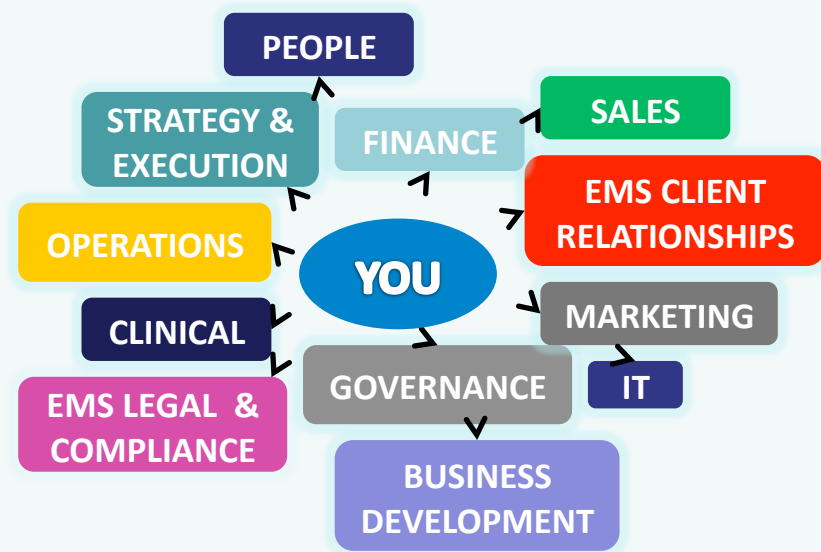 PEOPLE
STRATEGY &
EXECUTION
FINANCE
SALES
EMS CLIENT
RELATIONSHIPS
OPERATIONS
YOU
CLINICAL
MARKETING
EMS LEGAL &
COMPLIANCE
GOVERNANCE
IT
BUSINESS
DEVELOPMENT